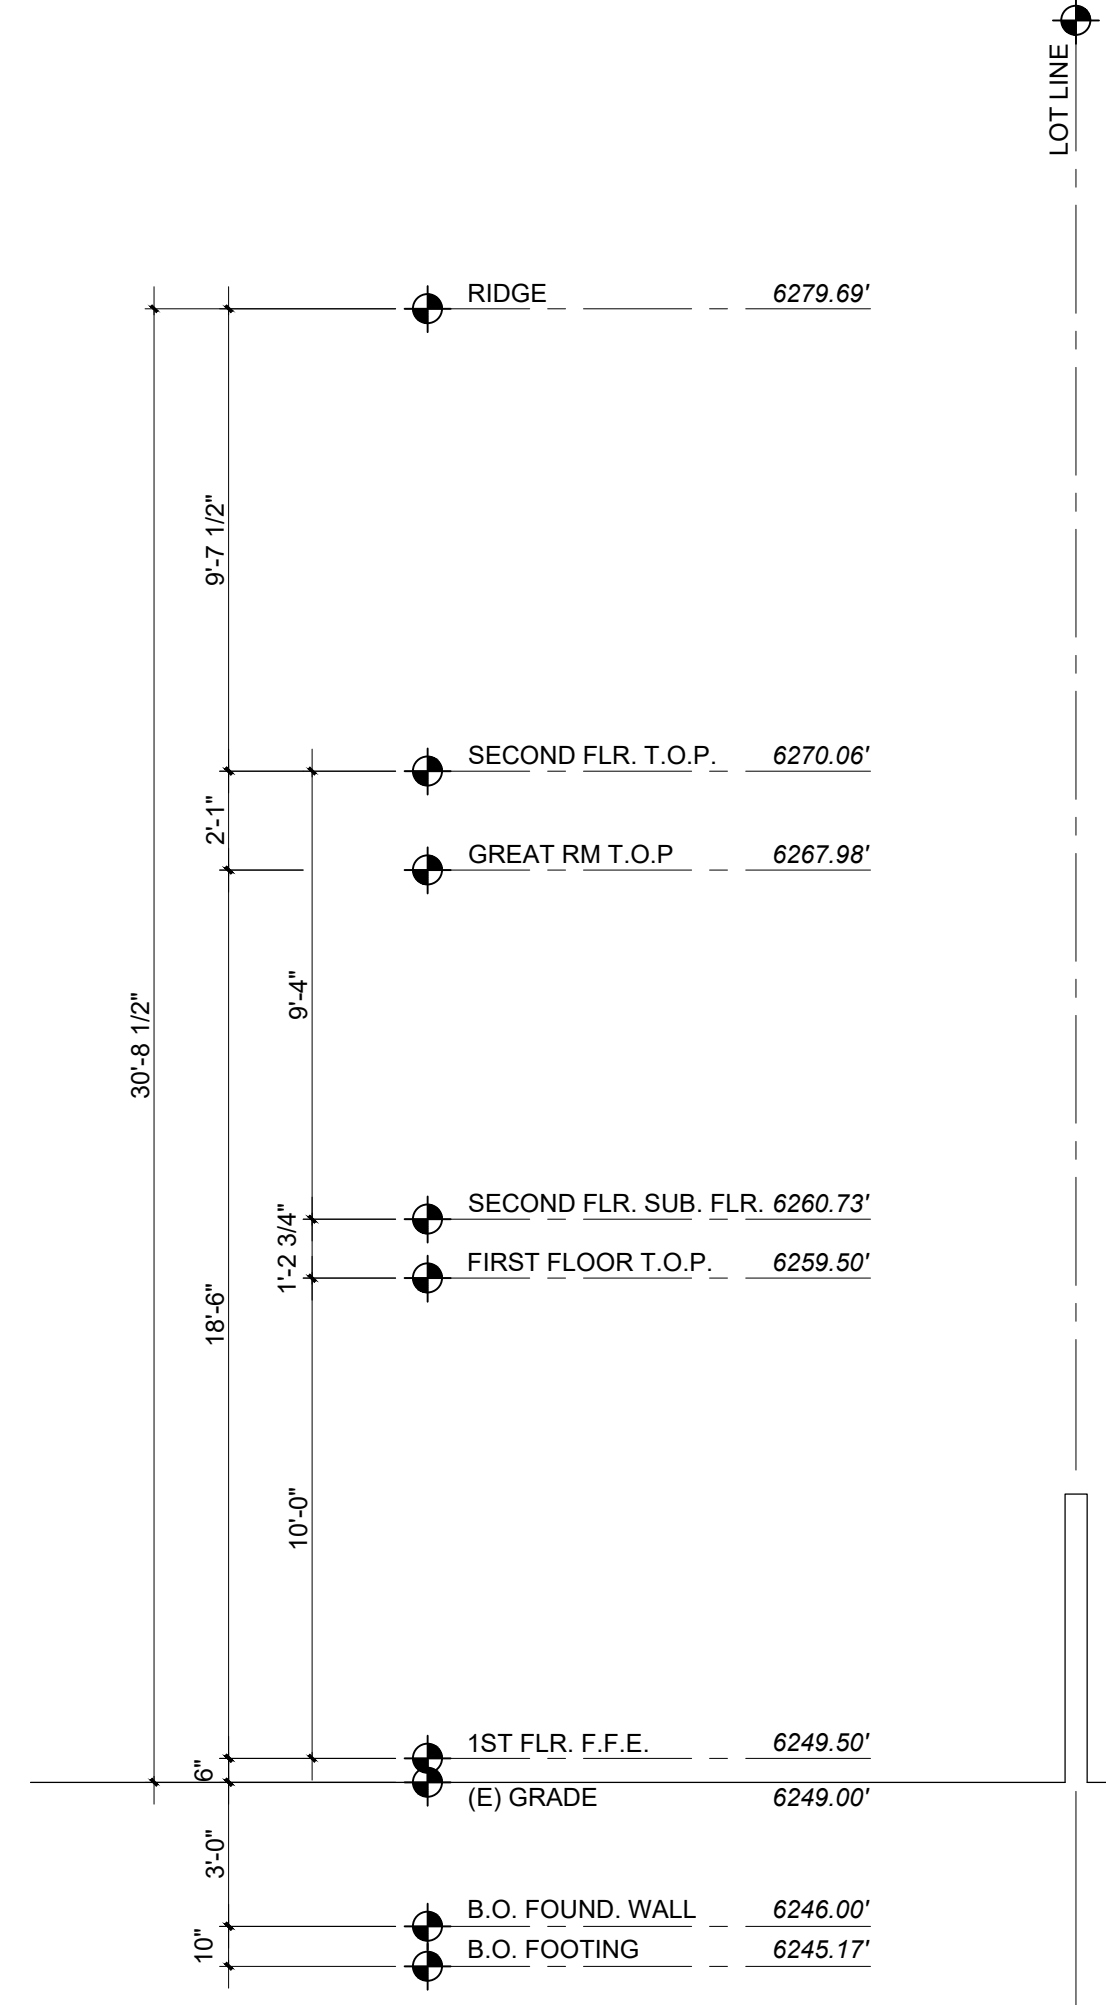 LOT LINE
RIDGE 6279.69'
9'-7 1/2"
SECOND FLR. T.O.P. 6270.06'
2'-1"
GREAT RM T.O.P 6267.98'
9'-4"
30'-8 1/2"
SECOND FLR. SUB. FLR. 6260.73'
1'-2 3/4"
FIRST FLOOR T.O.P. 6259.50'
18'-6"
10'-0"
1ST FLR. F.F.E. 6249.50'
6"
(E) GRADE 6249.00'
3'-0"
B.O. FOUND. WALL 6246.00'
10"
B.O. FOOTING 6245.17'